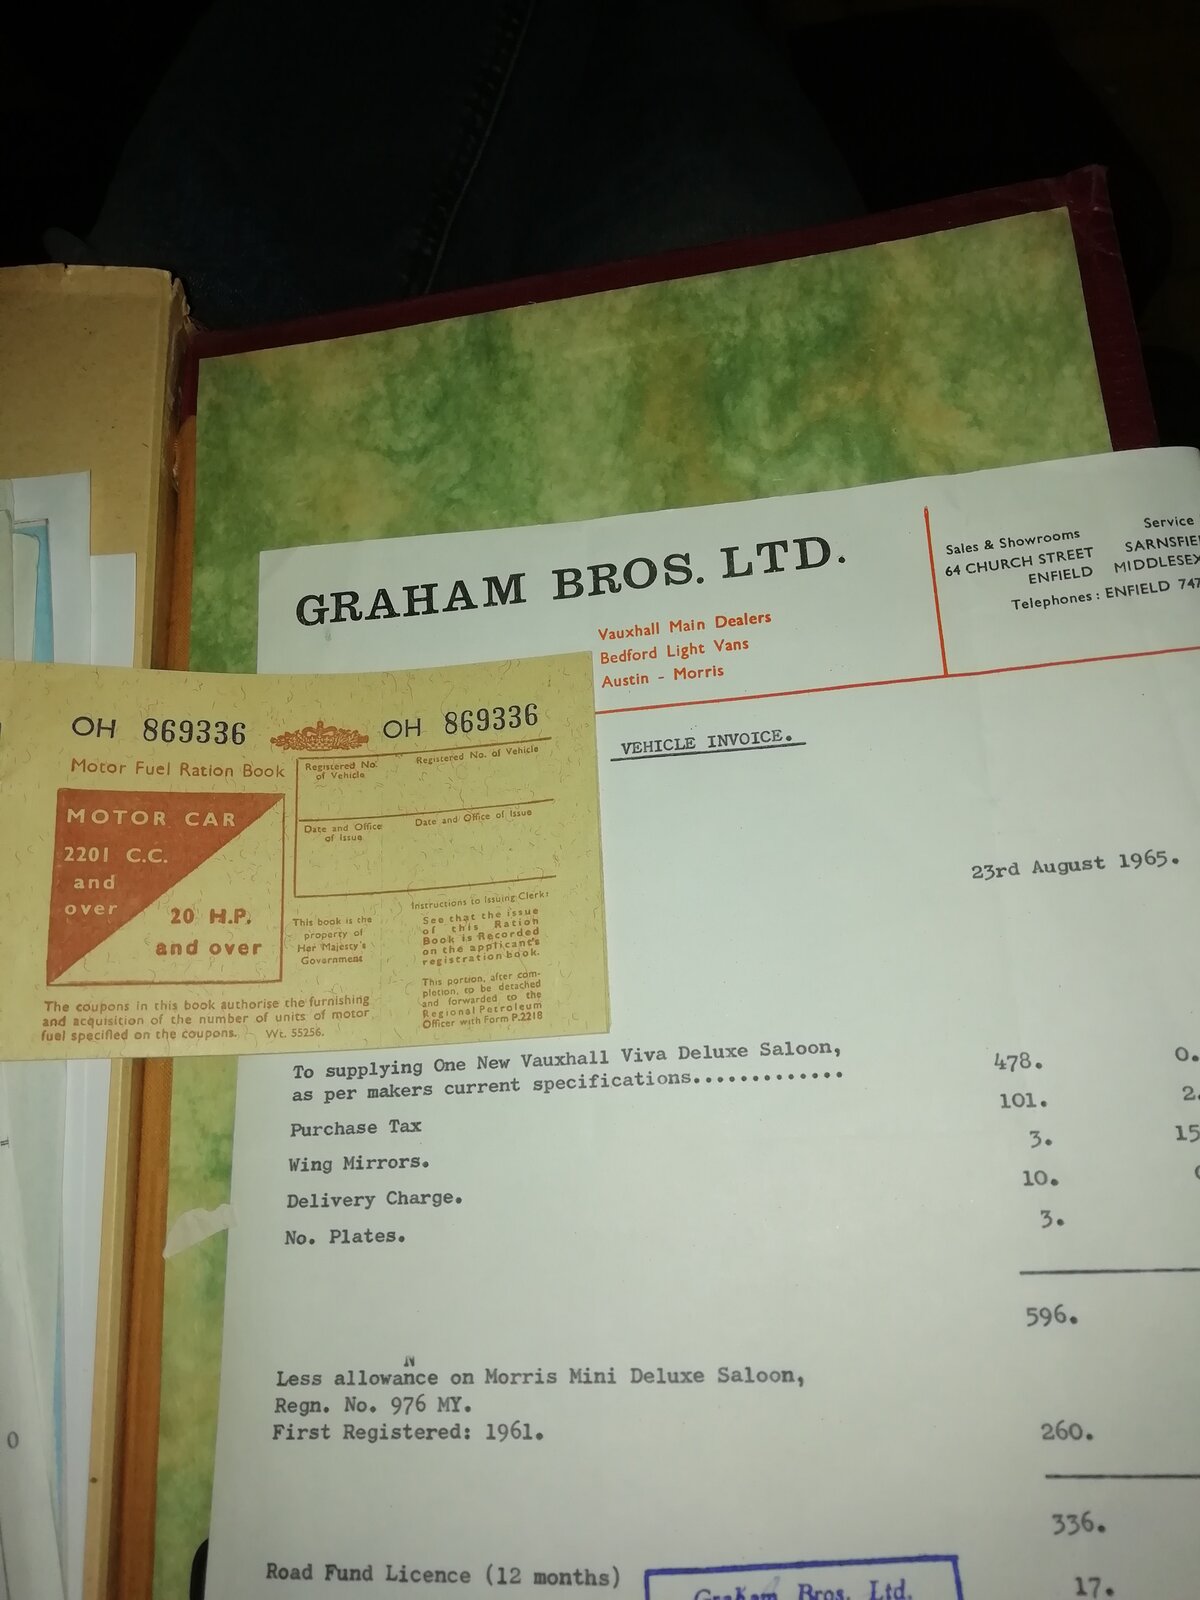 GRAHAM BROS. LTD.
Vauxhall Main Dealers
Bedford Light Vans
Austin - Morris
Sales & Showrooms
64 CHURCH STREET
ENFIELD
Service
SARNSFIE
MIDDLESEX
Telephones : ENFIELD 747
VEHICLE INVOICE.
23rd August 1965.
OH 869336
OH 869336
Motor Fuel Ration Book
MOTOR CAR
2201 C.C.
and
over
20 H.P.
and over
The coupons in this book authorise the furnishing
and acquisition of the number of units of motor
fuel specified on the coupons. Wt. 55256.
Registered No.
of Vehicle
Registered No. of Vehicle
Date and Office
of Issue
Date and Office of Issue
This book is the
property of
Her Majesty's
Government
Instructions to Issuing Clerk:
See that the issue
of this Ration
Book is Recorded
on the applicant's
registration book.
This portion, after com-
pletion, to be detached
and forwarded to the
Regional Petroleum
Officer with Form P.2218
To supplying One New Vauxhall Viva Deluxe Saloon,
as per makers current specifications............. 478. 0.
Purchase Tax 101. 2.
Wing Mirrors. 3. 15
Delivery Charge. 10.
No. Plates. 3.
596.
N
Less allowance on Morris Mini Deluxe Saloon,
Regn. No. 976 MY.
First Registered: 1961. 260.
336.
Road Fund Licence (12 months) 17.
Graham Bros. Ltd.
0